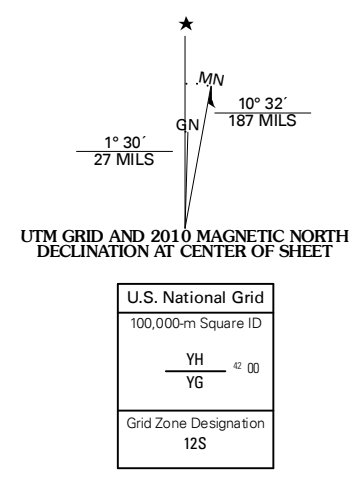 MN
10° 32´
187 MILS
GN
1° 30´
27 MILS
UTM GRID AND 2010 MAGNETIC NORTH
DECLINATION AT CENTER OF SHEET
U.S. National Grid
100,000-m Square ID
YH
42 00
YG
Grid Zone Designation
12S